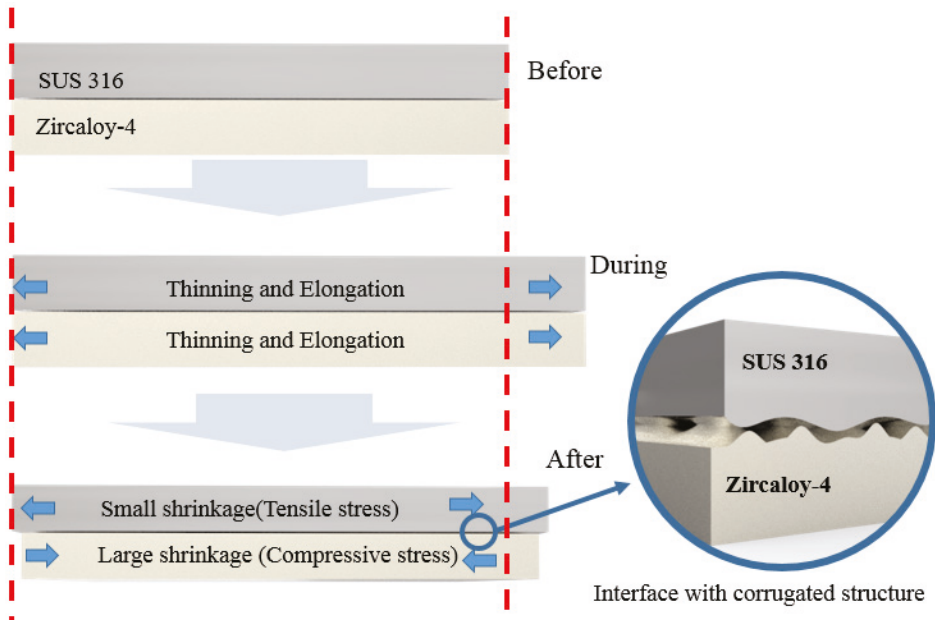 SUS 316
Before
Zircaloy-4
During
Thinning and Elongation
Thinning and Elongation
SUS 316
After
Zircaloy-4
Small shrinkage(Tensile stress)
Large shrinkage (Compressive stress)
Interface with corrugated structure